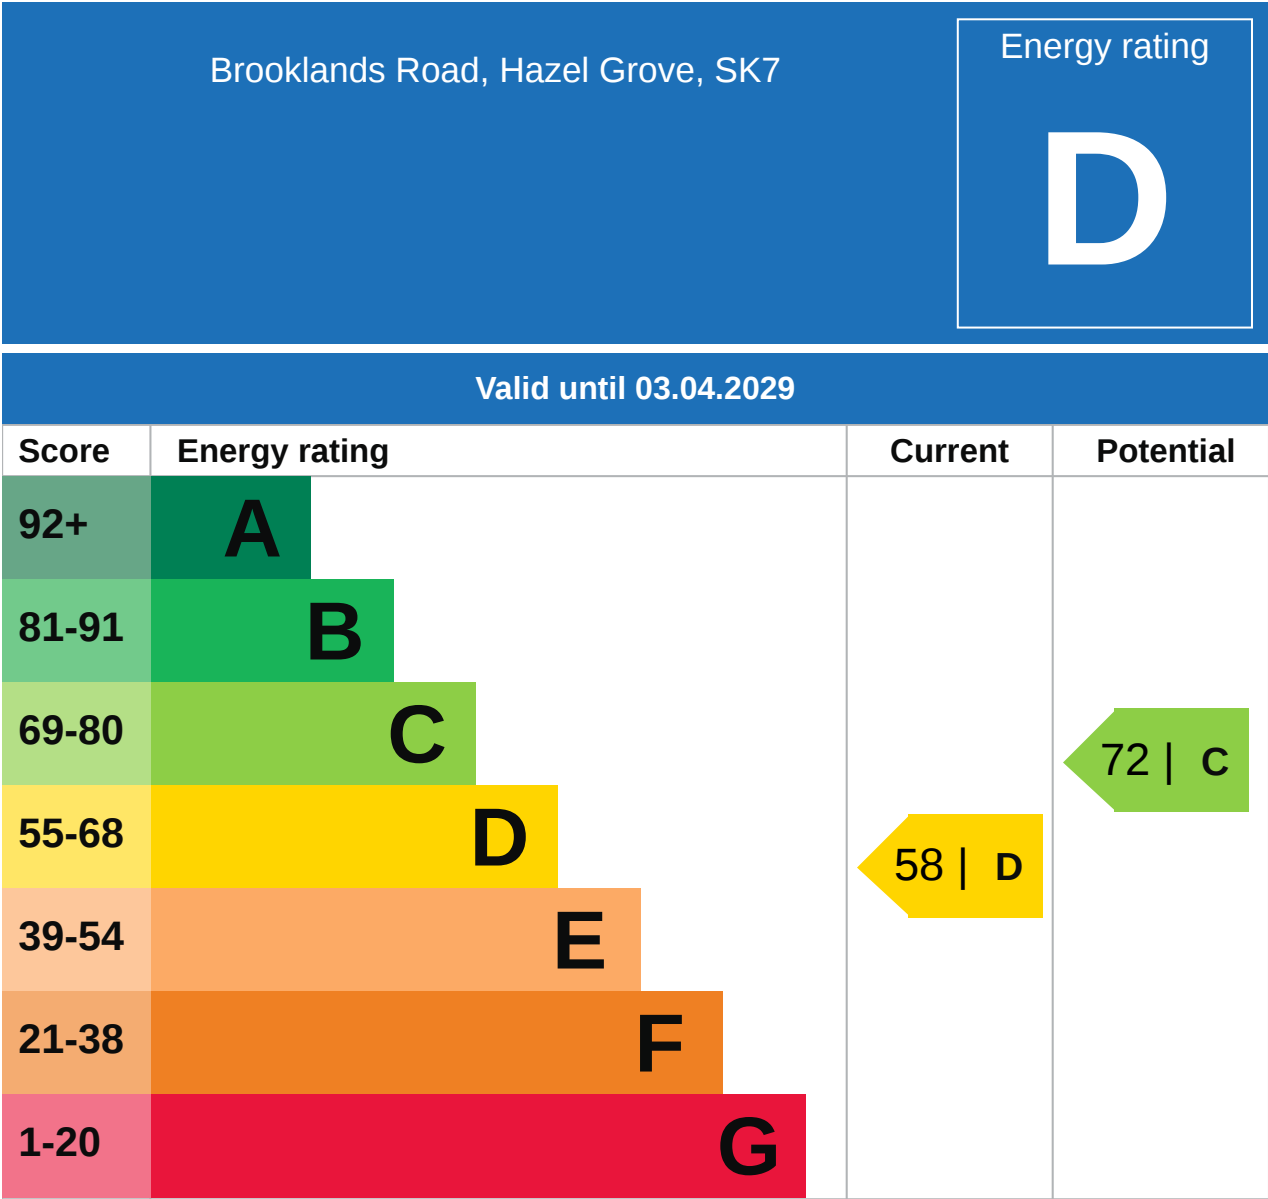 Brooklands Road, Hazel Grove, SK7
Energy rating
D
Valid until 03.04.2029
Score Energy rating Current Potential
92+ A
81-91 B
69-80 C
72 | C
55-68 D
58 | D
39-54 E
21-38 F
1-20 G